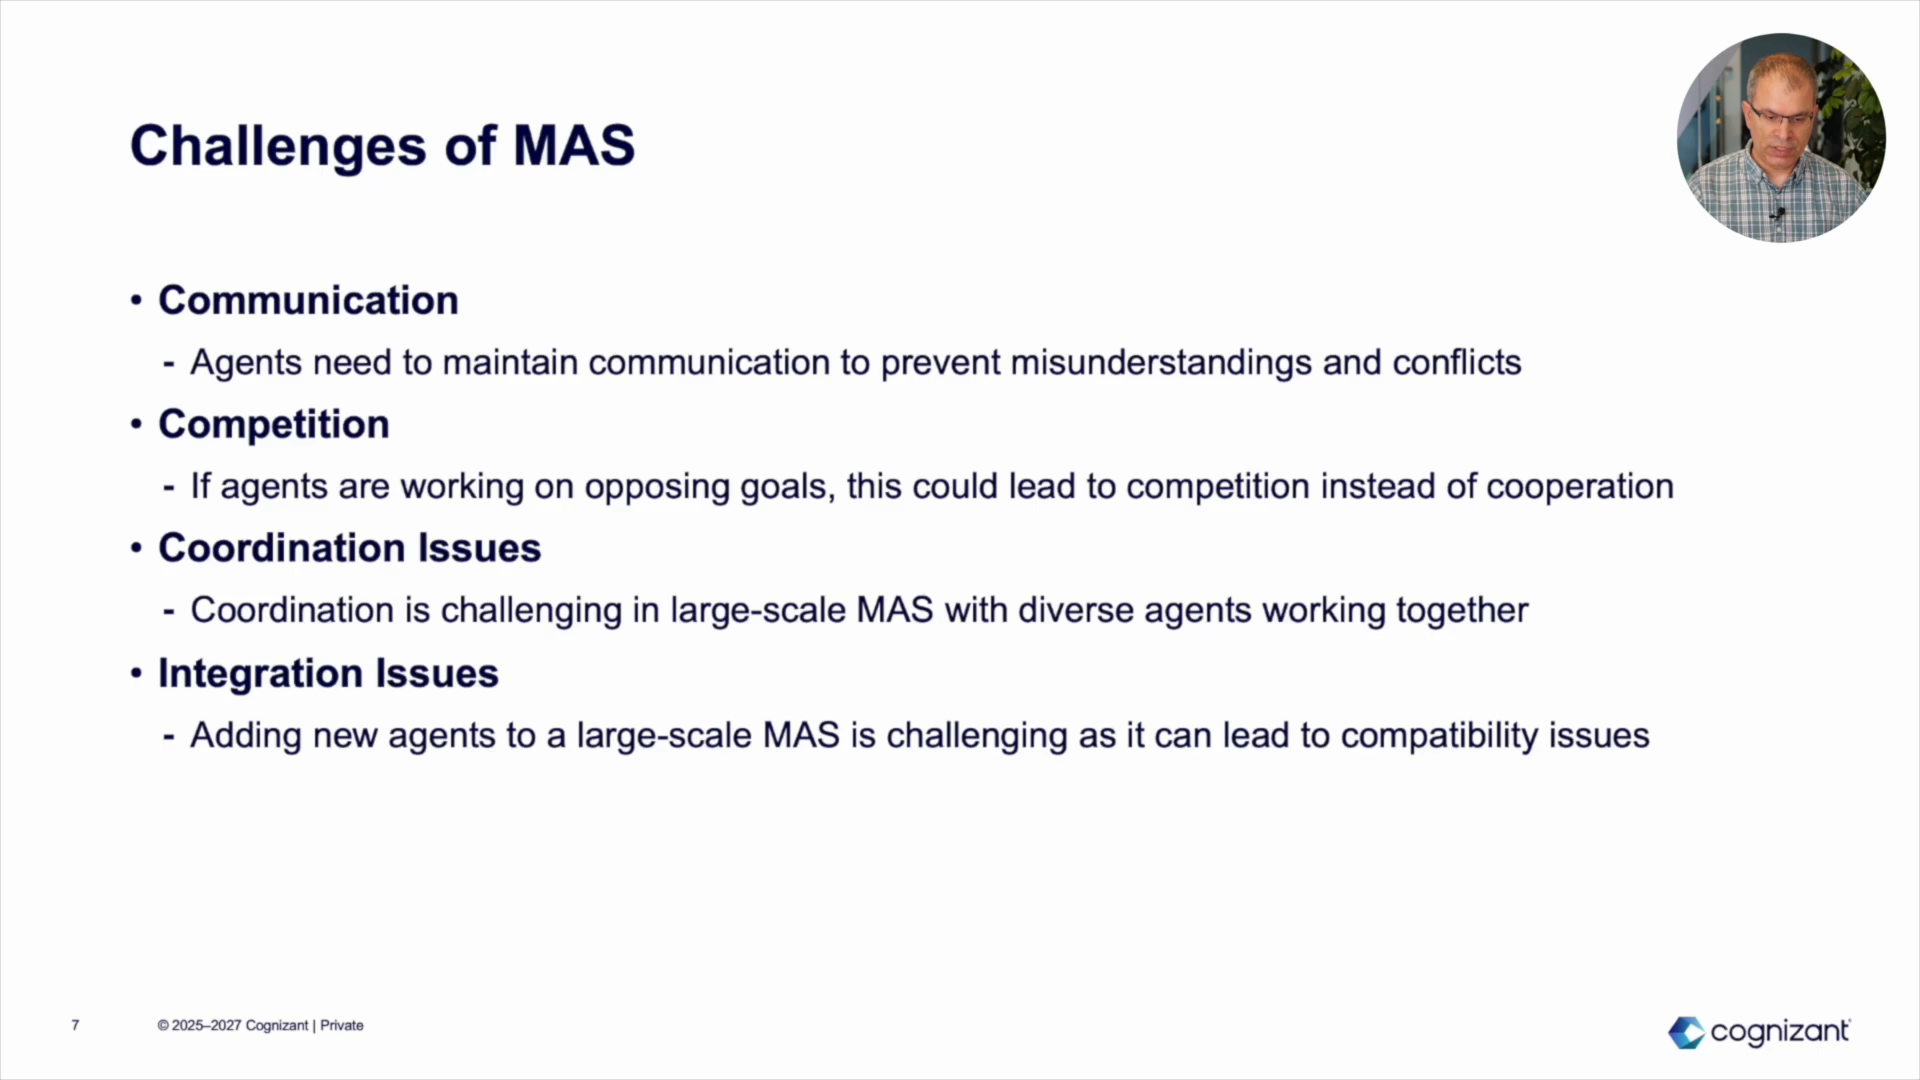 Challenges of MAS
• Communication
- Agents need to maintain communication to prevent misunderstandings and conflicts
• Competition
- If agents are working on opposing goals, this could lead to competition instead of cooperation
• Coordination Issues
- Coordination is challenging in large-scale MAS with diverse agents working together
• Integration Issues
- Adding new agents to a large-scale MAS is challenging as it can lead to compatibility issues
7 © 2025–2027 Cognizant | Private
cognizant